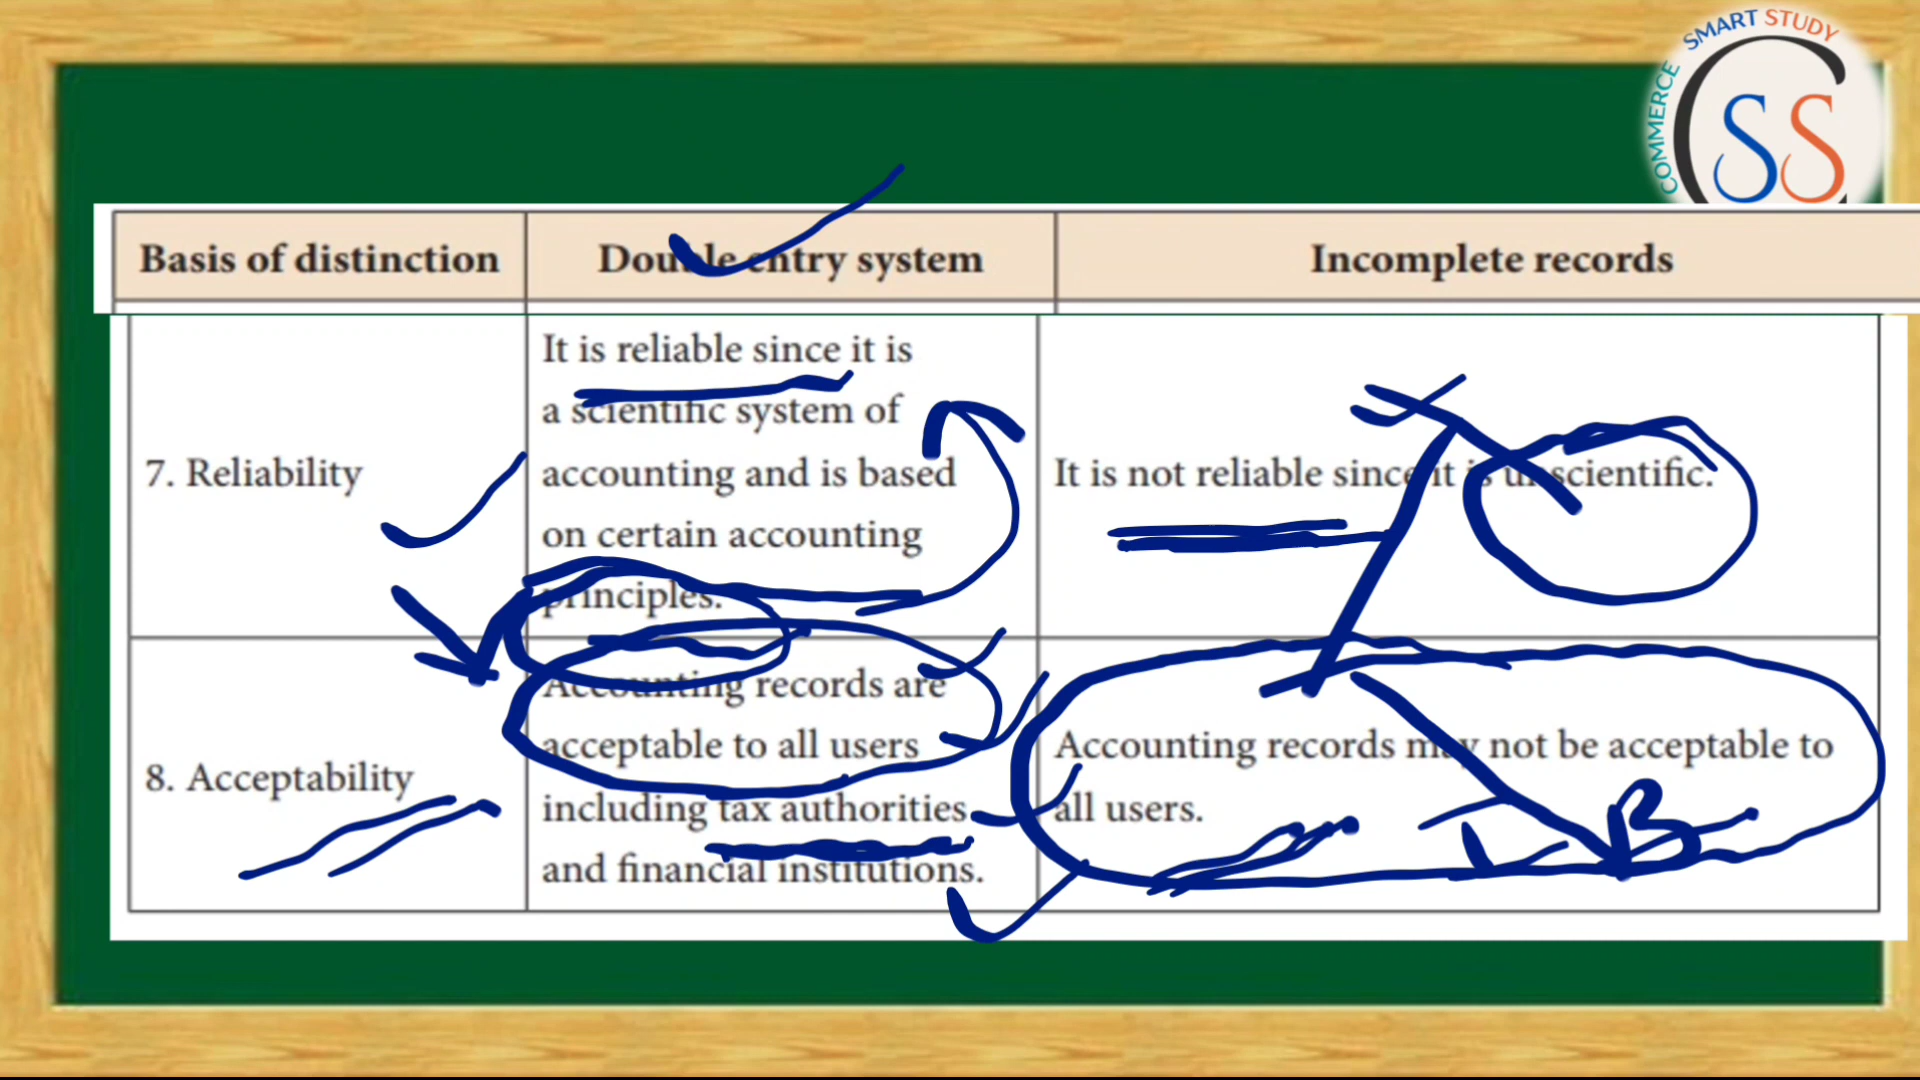 COMMERCE SMART STUDY
SS
Basis of distinction Double entry system Incomplete records
It is reliable since it is
a scientific system of
7. Reliability accounting and is based It is not reliable since it is unscientific.
on certain accounting
principles.
Accounting records are
acceptable to all users Accounting records may not be acceptable to
8. Acceptability including tax authorities all users.
and financial institutions.
B